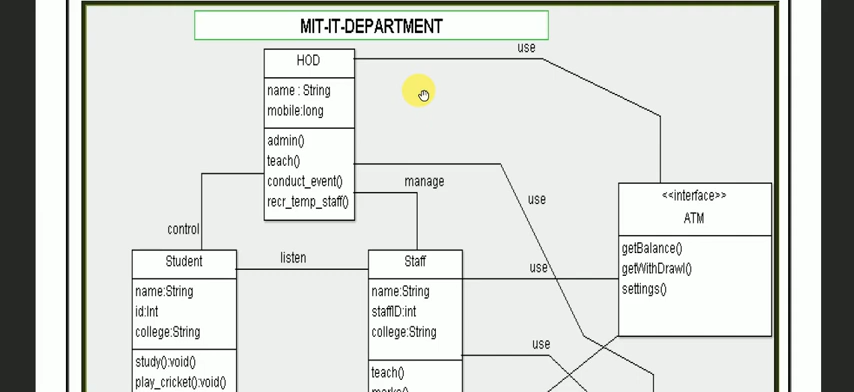 MIT-IT-DEPARTMENT
HOD
name : String
mobile:long
admin()
teach()
conduct_event()
recr_temp_staff()
use
manage
use
control
<<interface>>
ATM
getBalance()
getWithDrawl()
settings()
Student
name:String
id:Int
college:String
study():void()
play_cricket():void()
listen
Staff
name:String
staffID:int
college:String
teach()
use
use